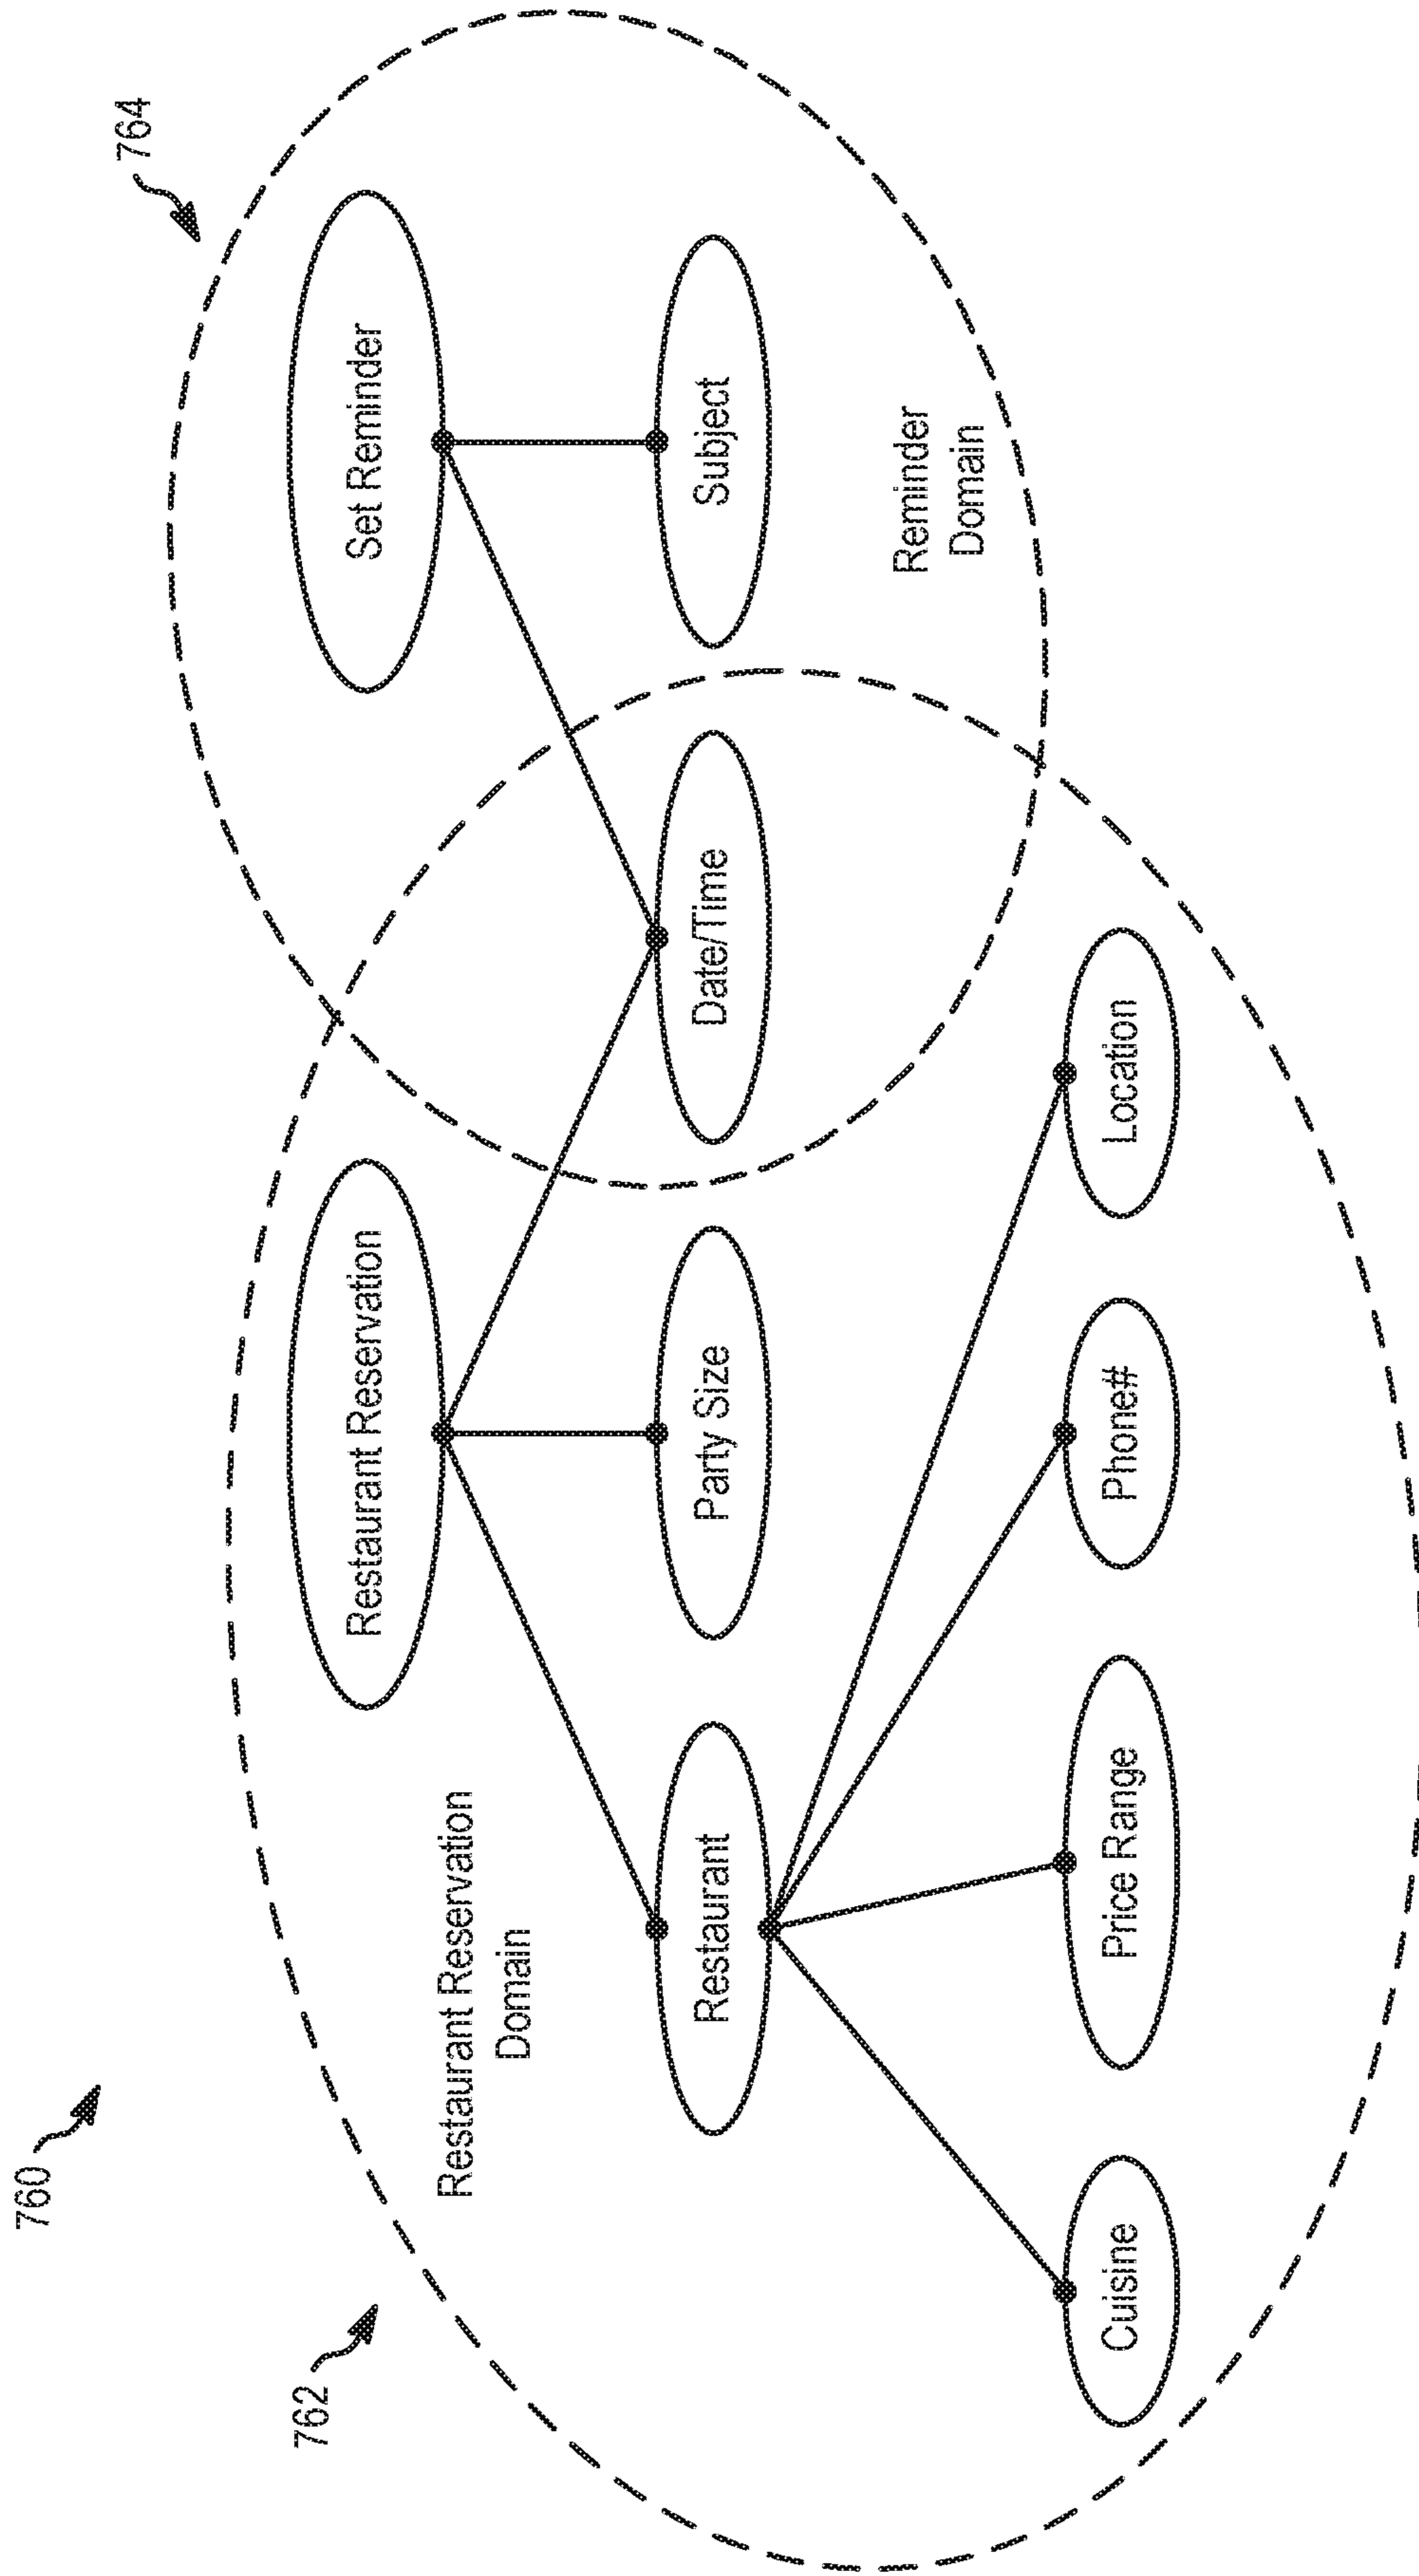 760
762
764
Restaurant Reservation
Set Reminder
Restaurant Reservation
Domain
Restaurant
Party Size
Date/Time
Subject
Reminder
Domain
Cuisine
Price Range
Phone#
Location